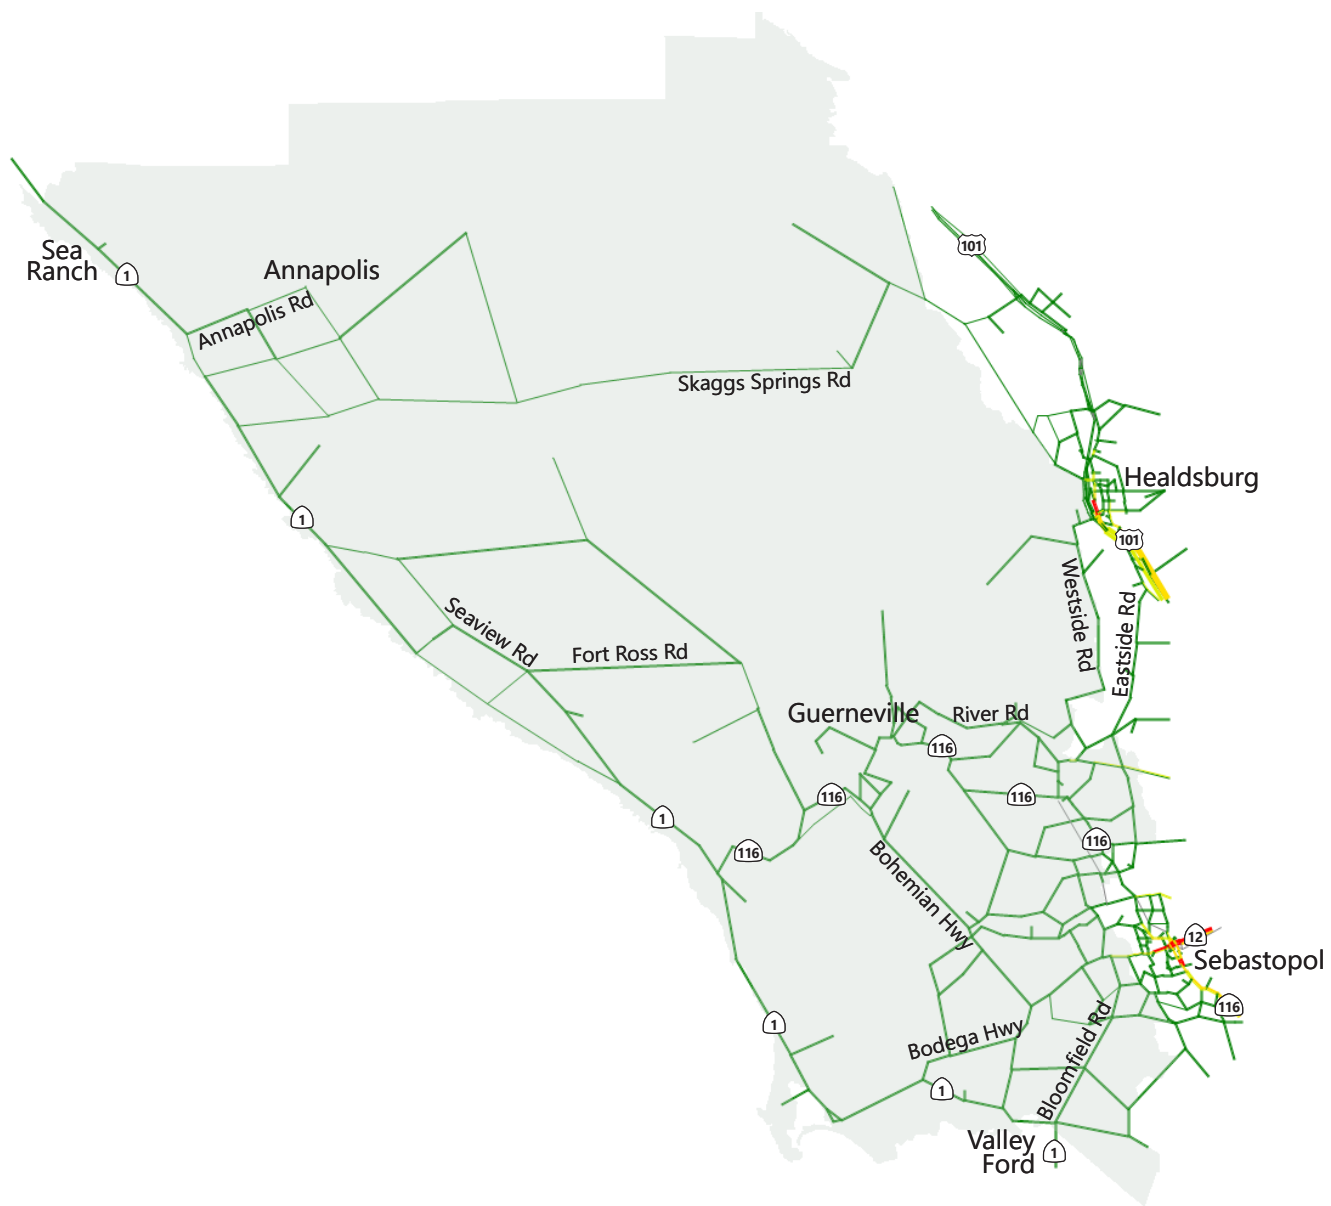 101
Sea
Ranch
1
Annapolis
Annapolis Rd
Skaggs Springs Rd
Healdsburg
1
101
Westside Rd
Eastside Rd
Seaview Rd
Fort Ross Rd
Guerneville
River Rd
116
116
116
1
116
116
Bohemian Hwy
12
Sebastopol
116
1
Bodega Hwy
Bloomfield Rd
1
Valley
Ford
1